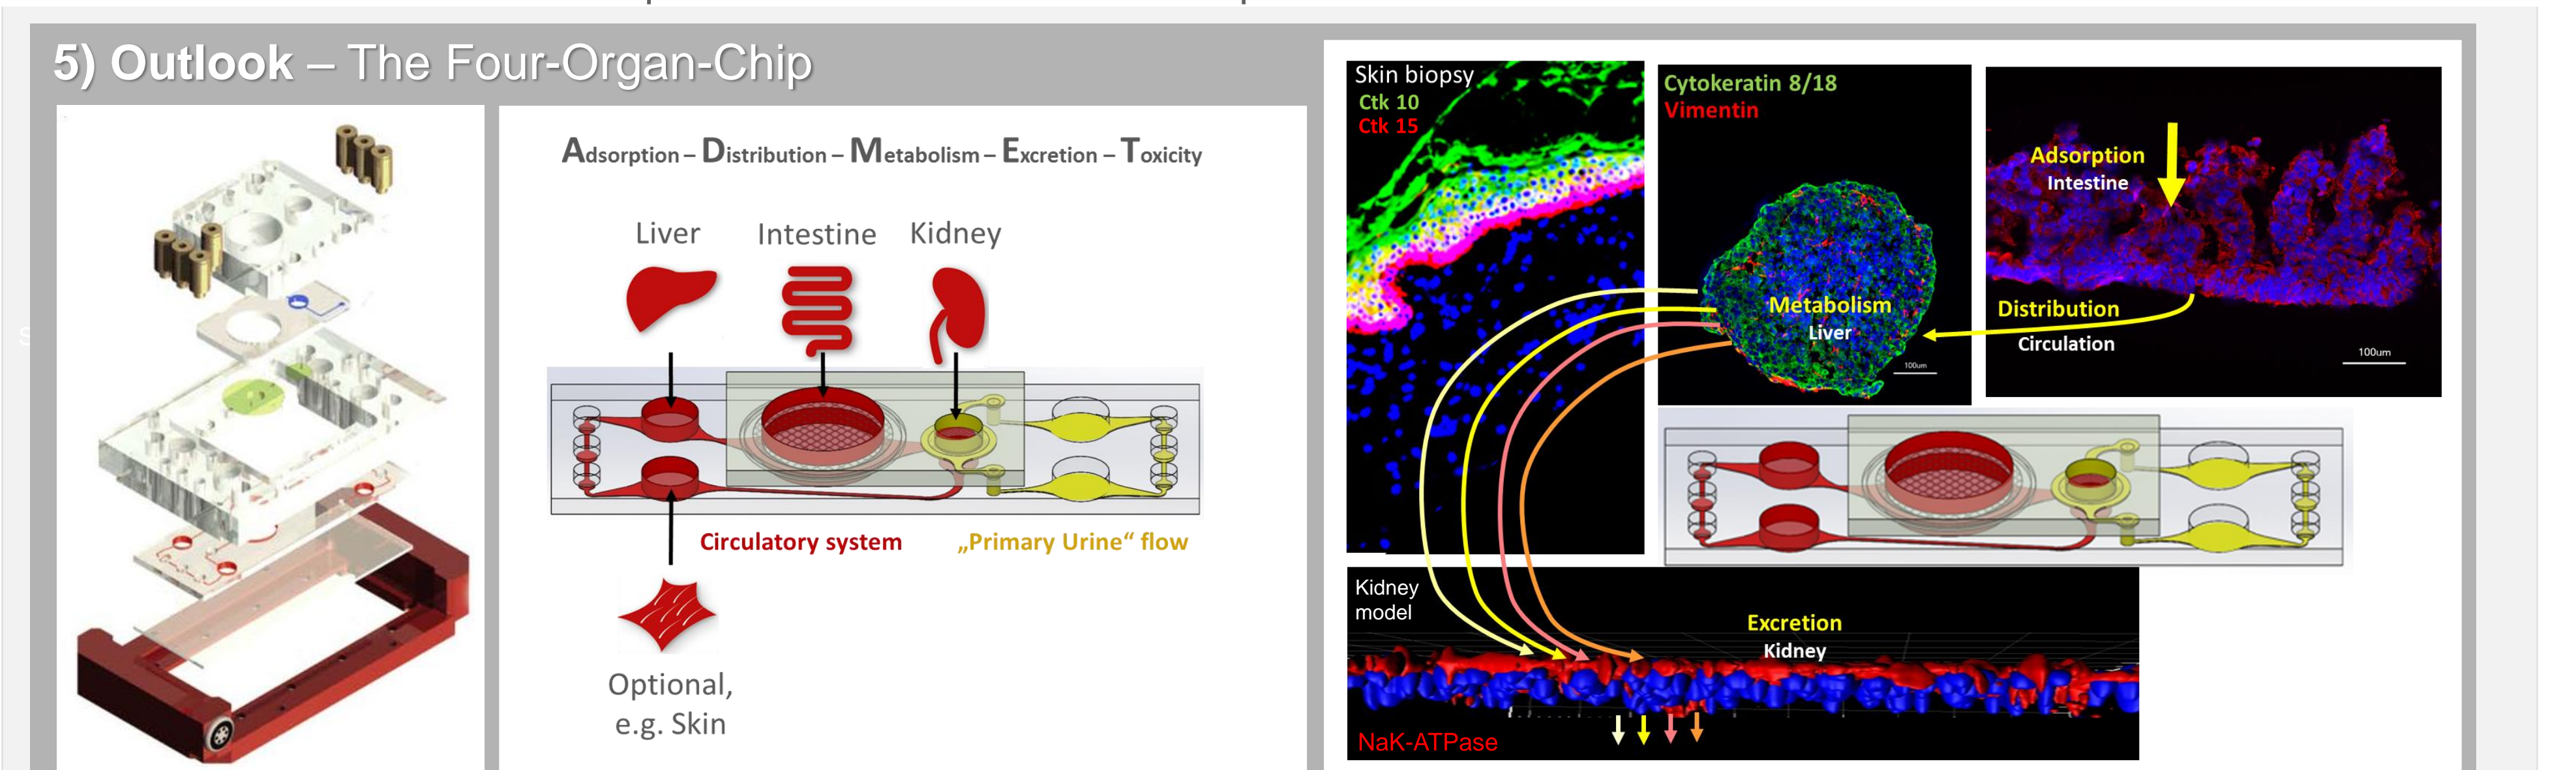 5) Outlook – The Four-Organ-Chip
Adsorption – Distribution – Metabolism – Excretion – Toxicity
Liver
Intestine
Kidney
Circulatory system
„Primary Urine“ flow
Optional,
e.g. Skin
Skin biopsy
Ctk 10
Ctk 15
Cytokeratin 8/18
Vimentin
Metabolism
Liver
100um
Adsorption
Intestine
Distribution
Circulation
100um
Kidney
model
Excretion
Kidney
NaK-ATPase